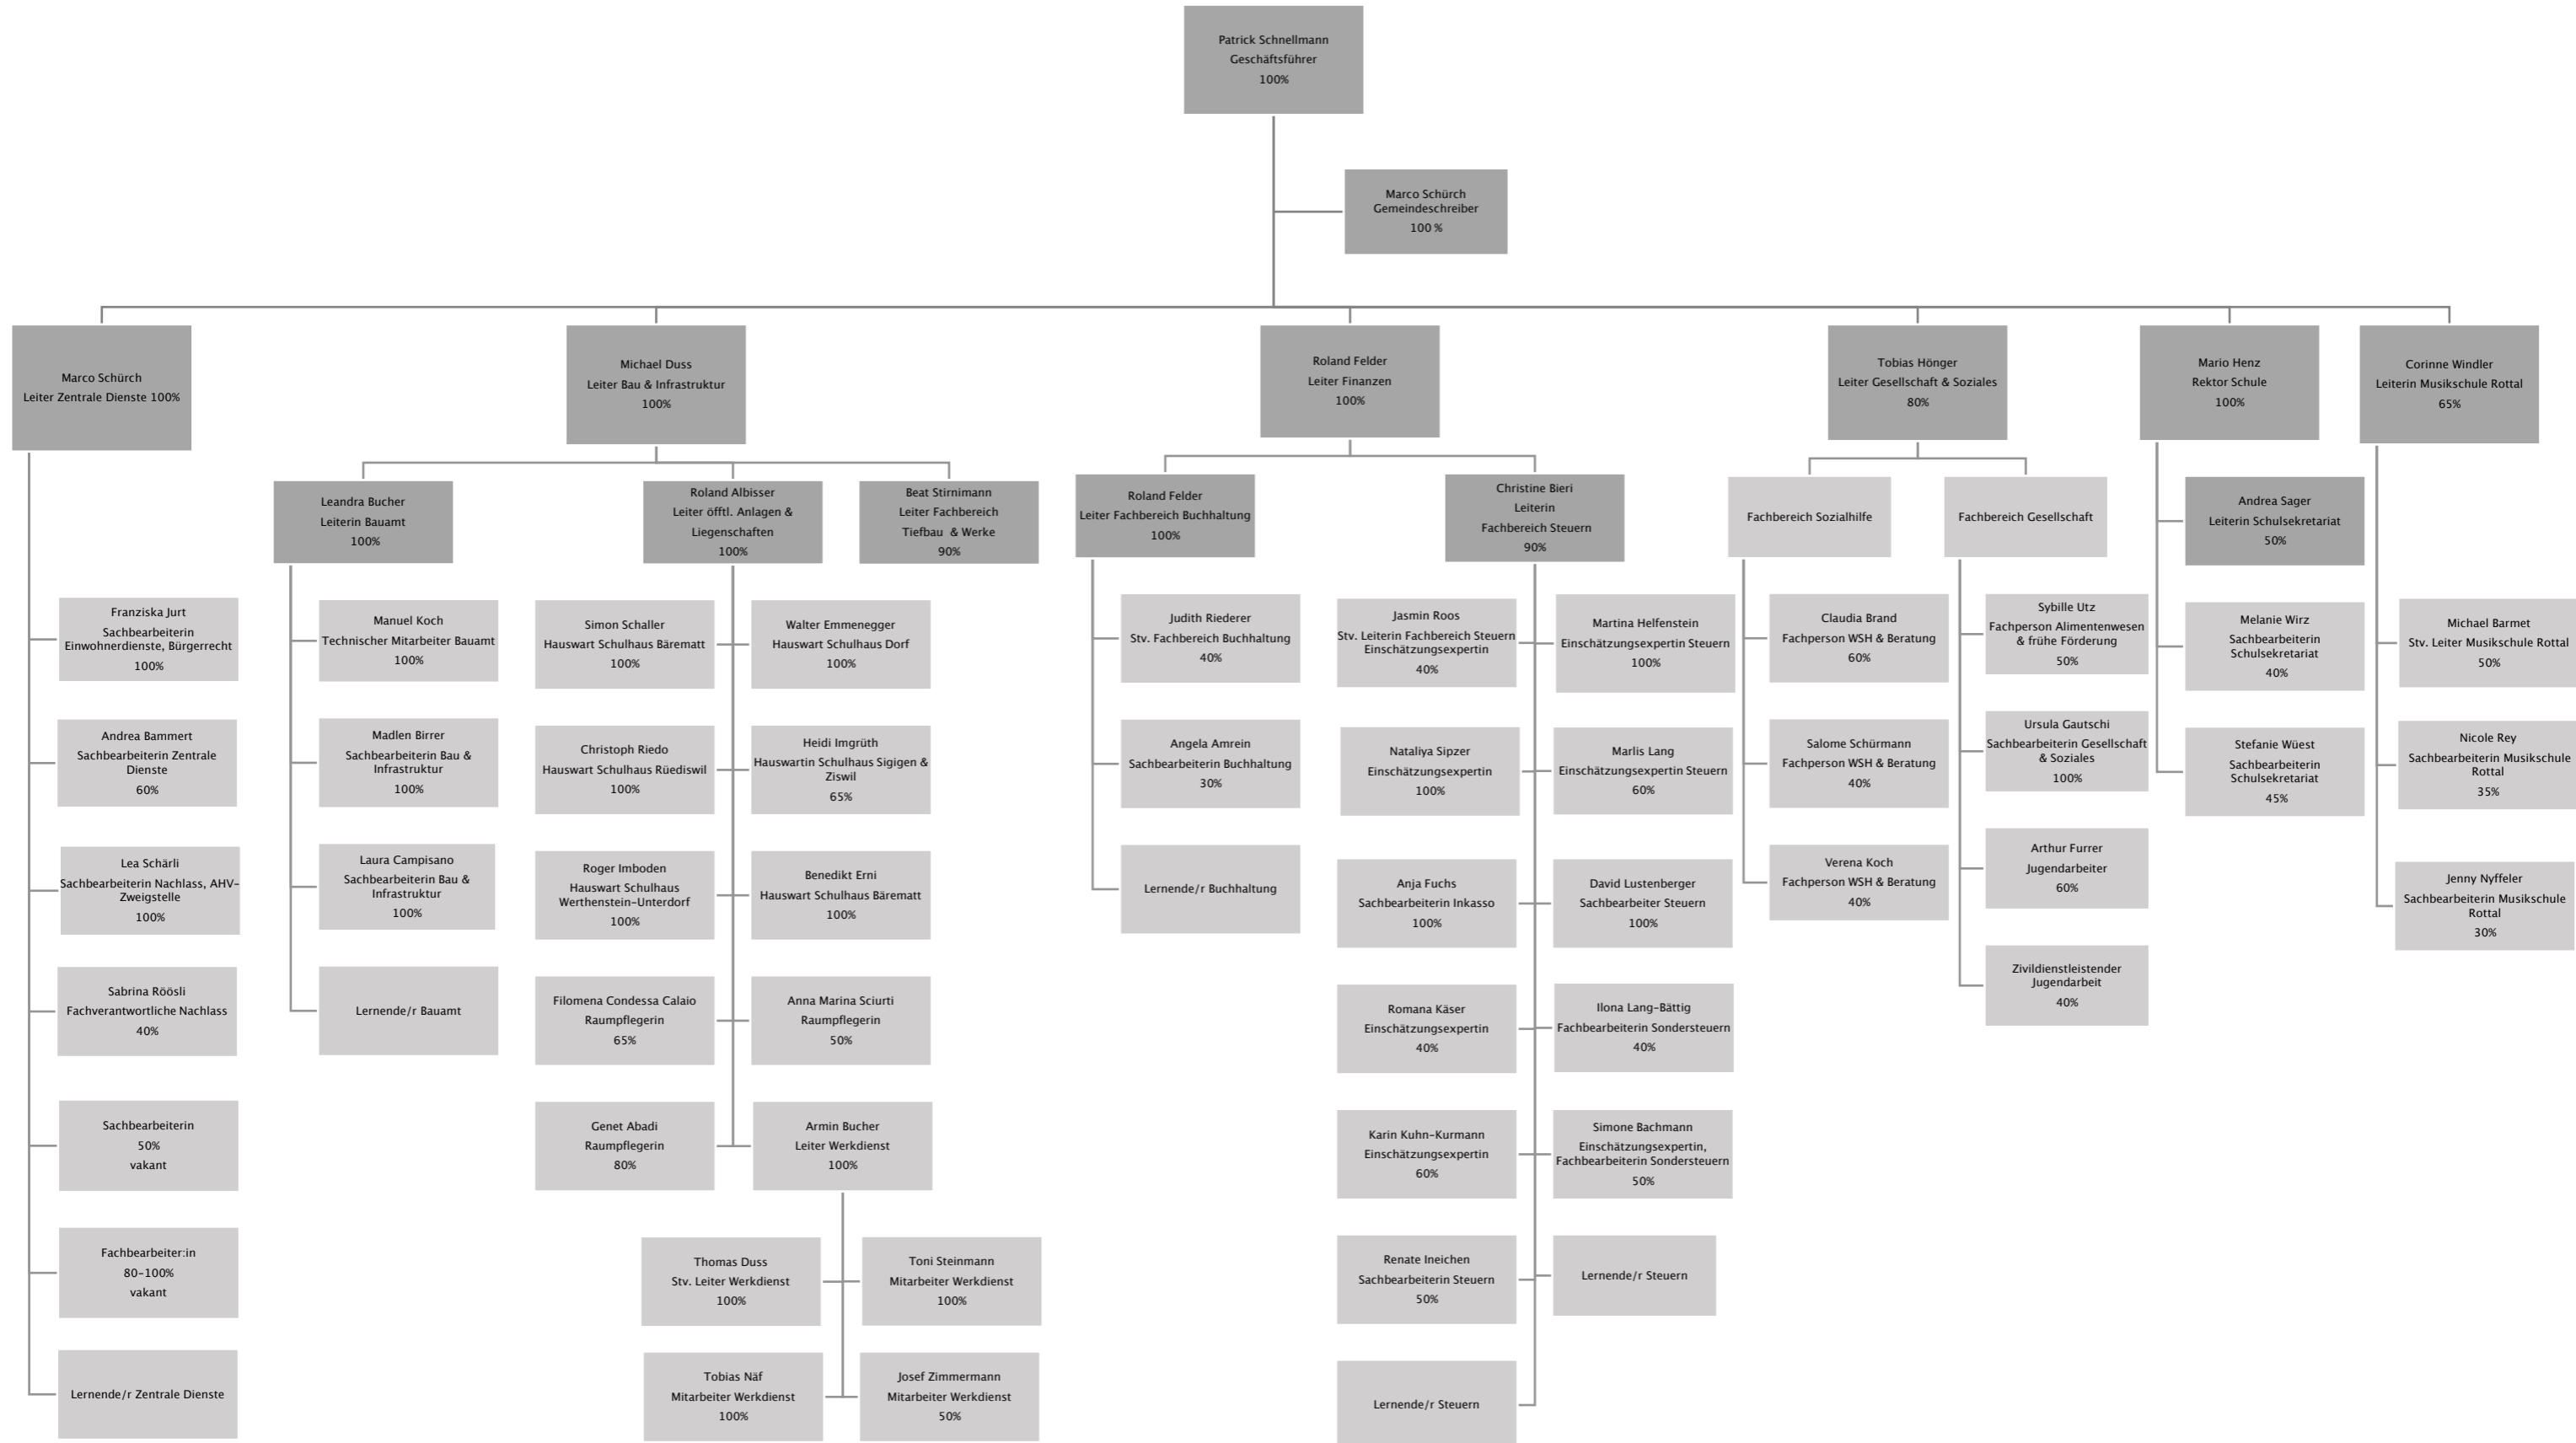 Patrick Schnellmann
Geschäftsführer
100%
Marco Schürch
Gemeindeschreiber
100 %
Marco Schürch
Leiter Zentrale Dienste 100%
Michael Duss
Leiter Bau & Infrastruktur
100%
Roland Felder
Leiter Finanzen
100%
Tobias Hönger
Leiter Gesellschaft & Soziales
80%
Mario Henz
Rektor Schule
100%
Corinne Windler
Leiterin Musikschule Rottal
65%
Leandra Bucher
Leiterin Bauamt
100%
Roland Albisser
Leiter öfftl. Anlagen &
Liegenschaften
100%
Beat Stirnimann
Leiter Fachbereich
Tiefbau & Werke
90%
Roland Felder
Leiter Fachbereich Buchhaltung
100%
Christine Bieri
Leiterin
Fachbereich Steuern
90%
Fachbereich Sozialhilfe
Fachbereich Gesellschaft
Andrea Sager
Leiterin Schulsekretariat
50%
Franziska Jurt
Sachbearbeiterin
Einwohnerdienste, Bürgerrecht
100%
Andrea Bammert
Sachbearbeiterin Zentrale
Dienste
60%
Lea Schärli
Sachbearbeiterin Nachlass, AHV-
Zweigstelle
100%
Sabrina Röösli
Fachverantwortliche Nachlass
40%
Sachbearbeiterin
50%
vakant
Fachbearbeiter:in
80-100%
vakant
Lernende/r Zentrale Dienste
Manuel Koch
Technischer Mitarbeiter Bauamt
100%
Madlen Birrer
Sachbearbeiterin Bau &
Infrastruktur
100%
Laura Campisano
Sachbearbeiterin Bau &
Infrastruktur
100%
Lernende/r Bauamt
Simon Schaller
Hauswart Schulhaus Bärematt
100%
Walter Emmenegger
Hauswart Schulhaus Dorf
100%
Christoph Riedo
Hauswart Schulhaus Rüediswil
100%
Heidi Imgrüth
Hauswartin Schulhaus Sigigen &
Ziswil
65%
Roger Imboden
Hauswart Schulhaus
Werthenstein-Unterdorf
100%
Benedikt Erni
Hauswart Schulhaus Bärematt
100%
Filomena Condessa Calaio
Raumpflegerin
65%
Anna Marina Sciurti
Raumpflegerin
50%
Genet Abadi
Raumpflegerin
80%
Armin Bucher
Leiter Werkdienst
100%
Thomas Duss
Stv. Leiter Werkdienst
100%
Toni Steinmann
Mitarbeiter Werkdienst
100%
Tobias Näf
Mitarbeiter Werkdienst
100%
Josef Zimmermann
Mitarbeiter Werkdienst
50%
Judith Riederer
Stv. Fachbereich Buchhaltung
40%
Angela Amrein
Sachbearbeiterin Buchhaltung
30%
Lernende/r Buchhaltung
Jasmin Roos
Stv. Leiterin Fachbereich Steuern
Einschätzungsexpertin
40%
Martina Helfenstein
Einschätzungsexpertin Steuern
100%
Nataliya Sipzer
Einschätzungsexpertin
100%
Marlis Lang
Einschätzungsexpertin Steuern
60%
Anja Fuchs
Sachbearbeiterin Inkasso
100%
David Lustenberger
Sachbearbeiter Steuern
100%
Romana Käser
Einschätzungsexpertin
40%
Ilona Lang-Bättig
Fachbearbeiterin Sondersteuern
40%
Karin Kuhn-Kurmann
Einschätzungsexpertin
60%
Simone Bachmann
Einschätzungsexpertin,
Fachbearbeiterin Sondersteuern
50%
Renate Ineichen
Sachbearbeiterin Steuern
50%
Lernende/r Steuern
Lernende/r Steuern
Claudia Brand
Fachperson WSH & Beratung
60%
Salome Schürmann
Fachperson WSH & Beratung
40%
Verena Koch
Fachperson WSH & Beratung
40%
Sybille Utz
Fachperson Alimentenwesen
& frühe Förderung
50%
Ursula Gautschi
Sachbearbeiterin Gesellschaft
& Soziales
100%
Arthur Furrer
Jugendarbeiter
60%
Zivildienstleistender
Jugendarbeit
40%
Melanie Wirz
Sachbearbeiterin
Schulsekretariat
40%
Stefanie Wüest
Sachbearbeiterin
Schulsekretariat
45%
Michael Barmet
Stv. Leiter Musikschule Rottal
50%
Nicole Rey
Sachbearbeiterin Musikschule
Rottal
35%
Jenny Nyffeler
Sachbearbeiterin Musikschule
Rottal
30%